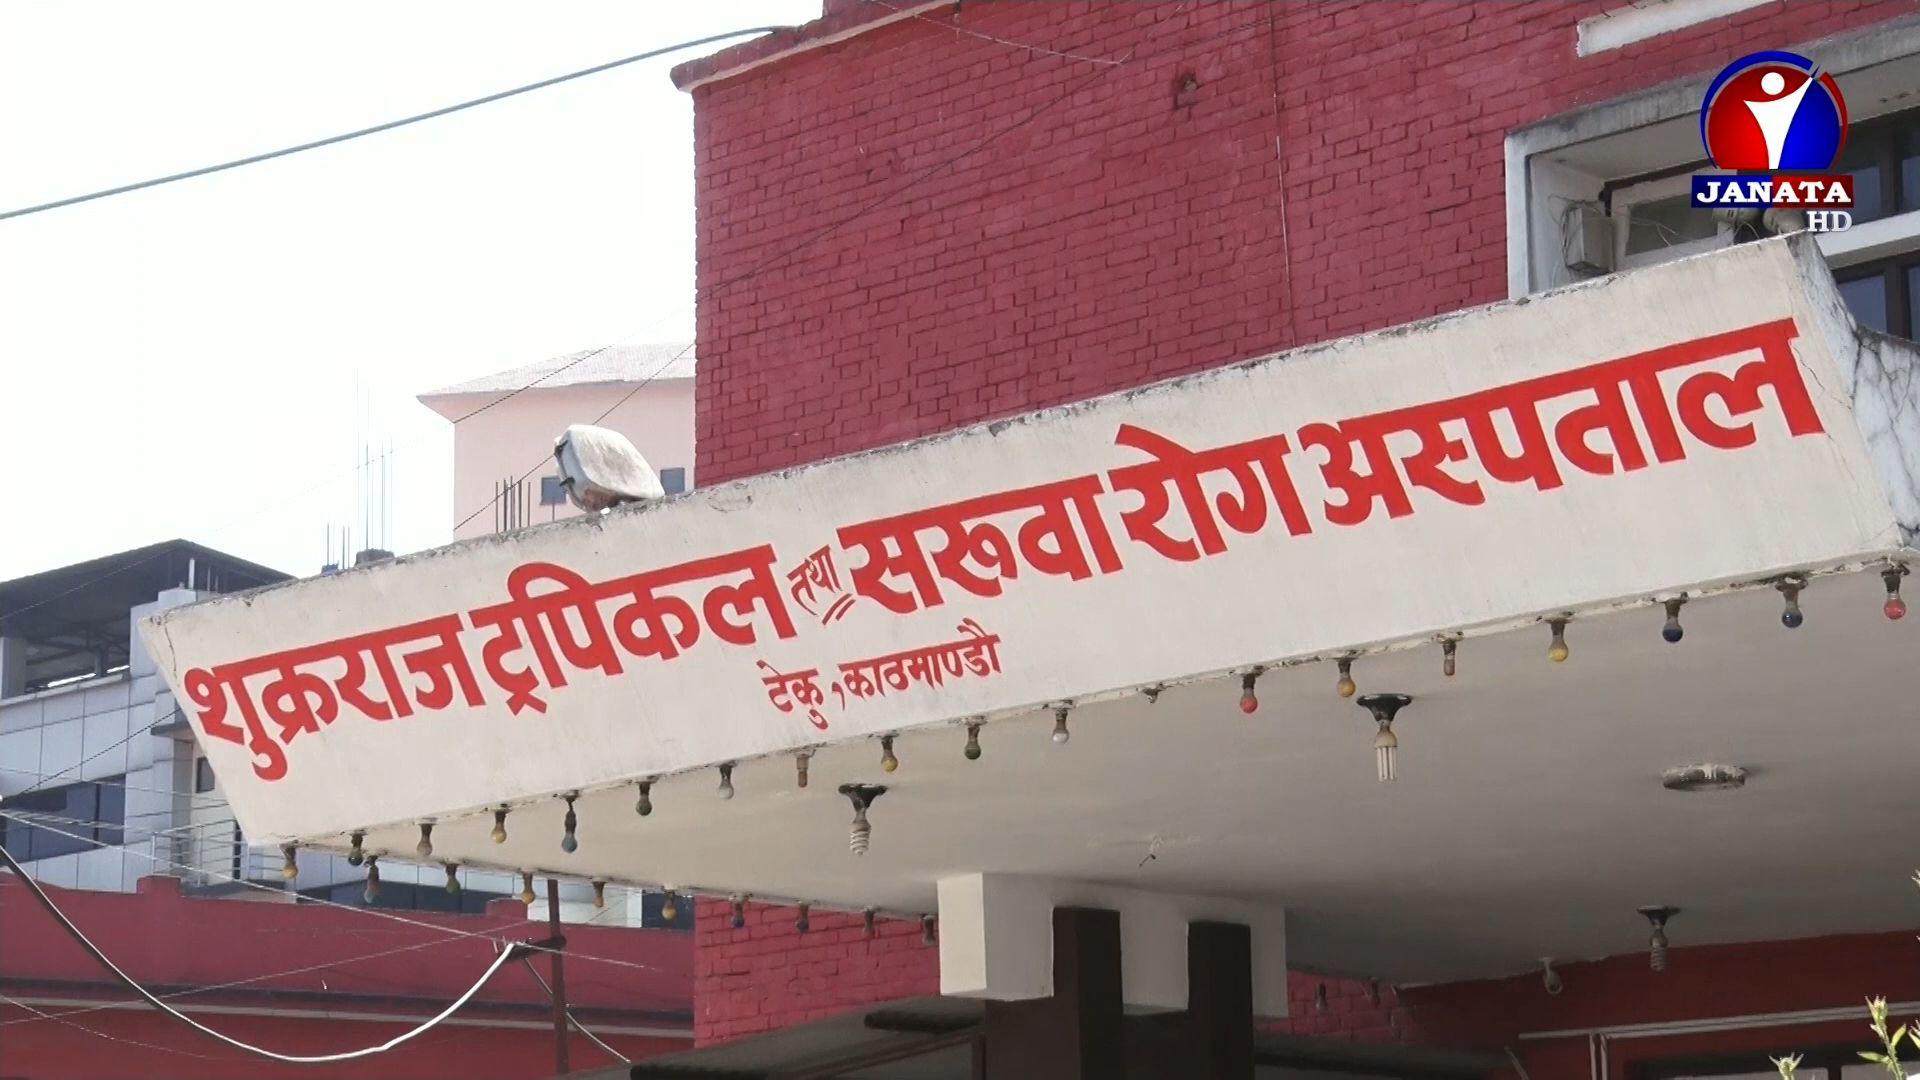 शुक्रराज ट्रपिकल तथा सरूवा रोग अस्पताल
टेकु, काठमाण्डौ
JANATA
HD